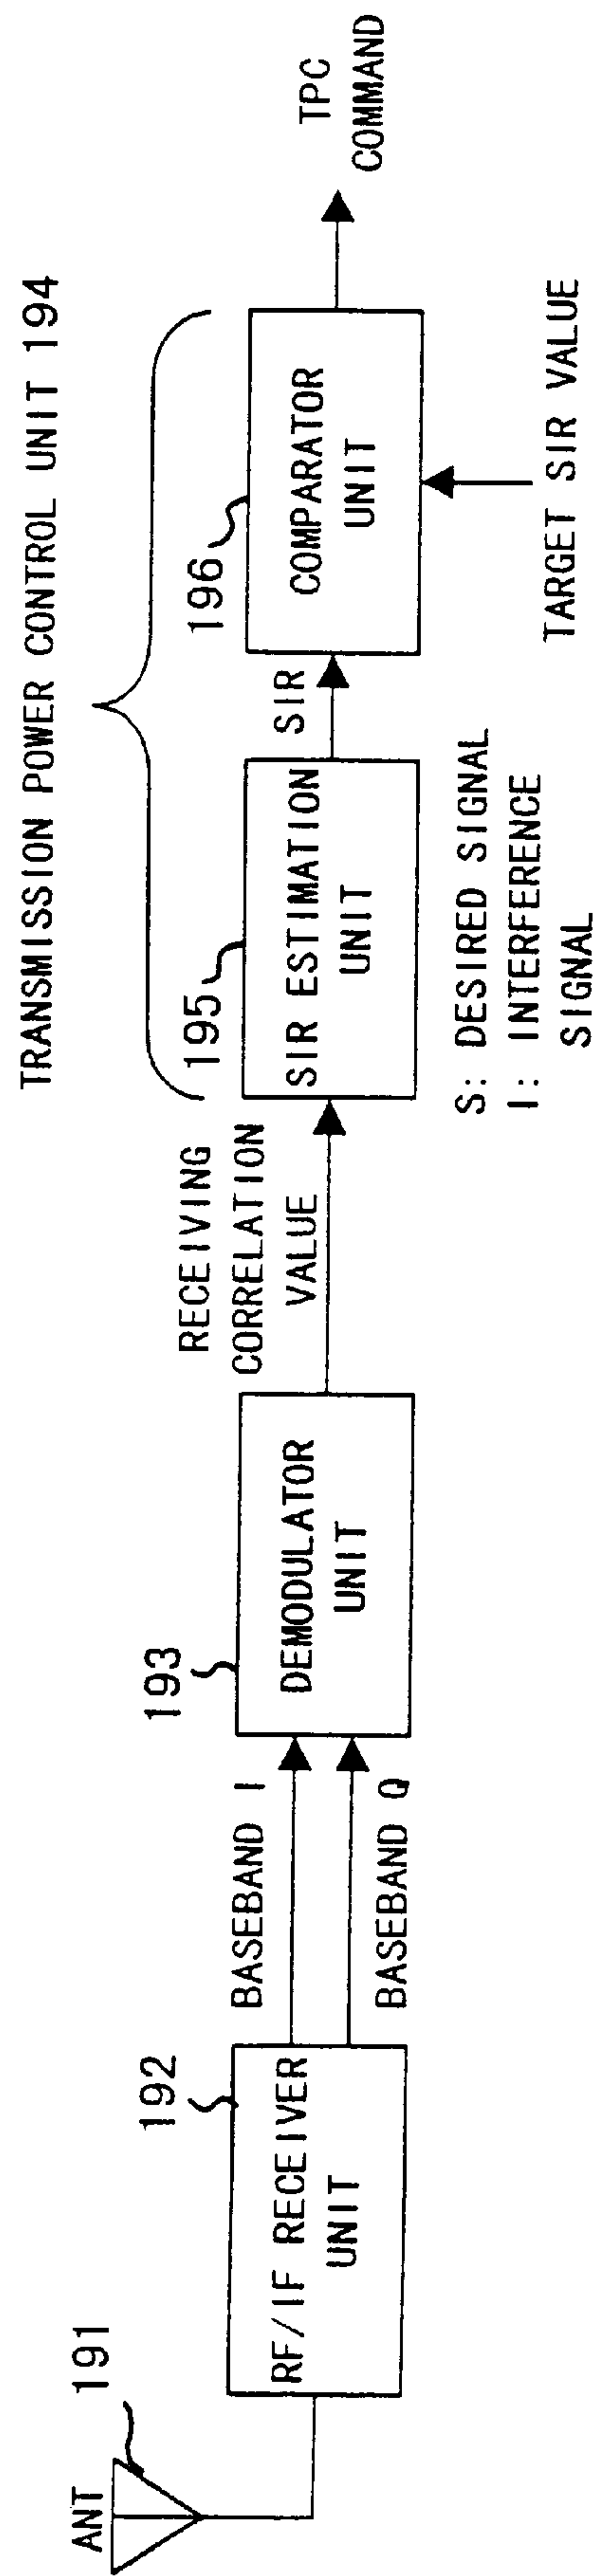 TRANSMISSION POWER CONTROL UNIT 194
ANT
191
192
RF/IF RECEIVER
UNIT
BASEBAND I
BASEBAND Q
193
DEMODULATOR
UNIT
RECEIVING
CORRELATION
VALUE
195
SIR ESTIMATION
UNIT
SIR
S: DESIRED SIGNAL
I: INTERFERENCE
SIGNAL
196
COMPARATOR
UNIT
TARGET SIR VALUE
TPC
COMMAND